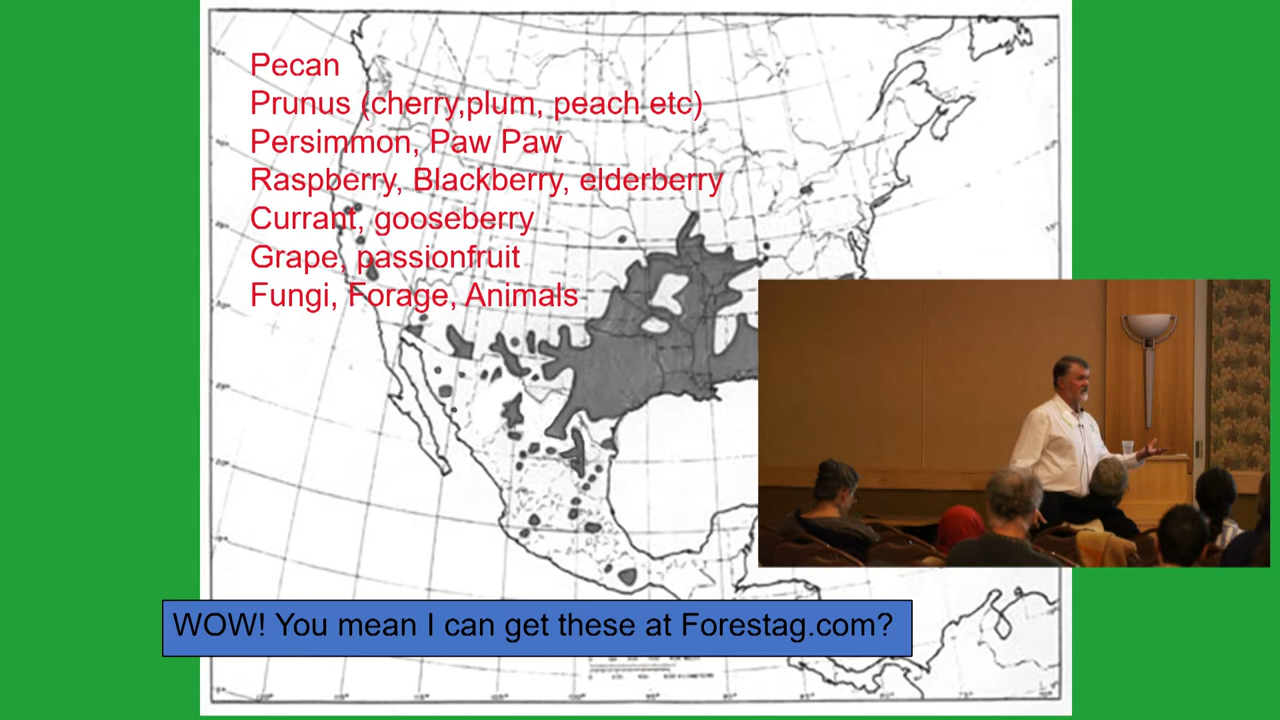 Pecan
Prunus (cherry,plum, peach etc)
Persimmon, Paw Paw
Raspberry, Blackberry, elderberry
Currant, gooseberry
Grape, passionfruit
Fungi, Forage, Animals
WOW! You mean I can get these at Forestag.com?